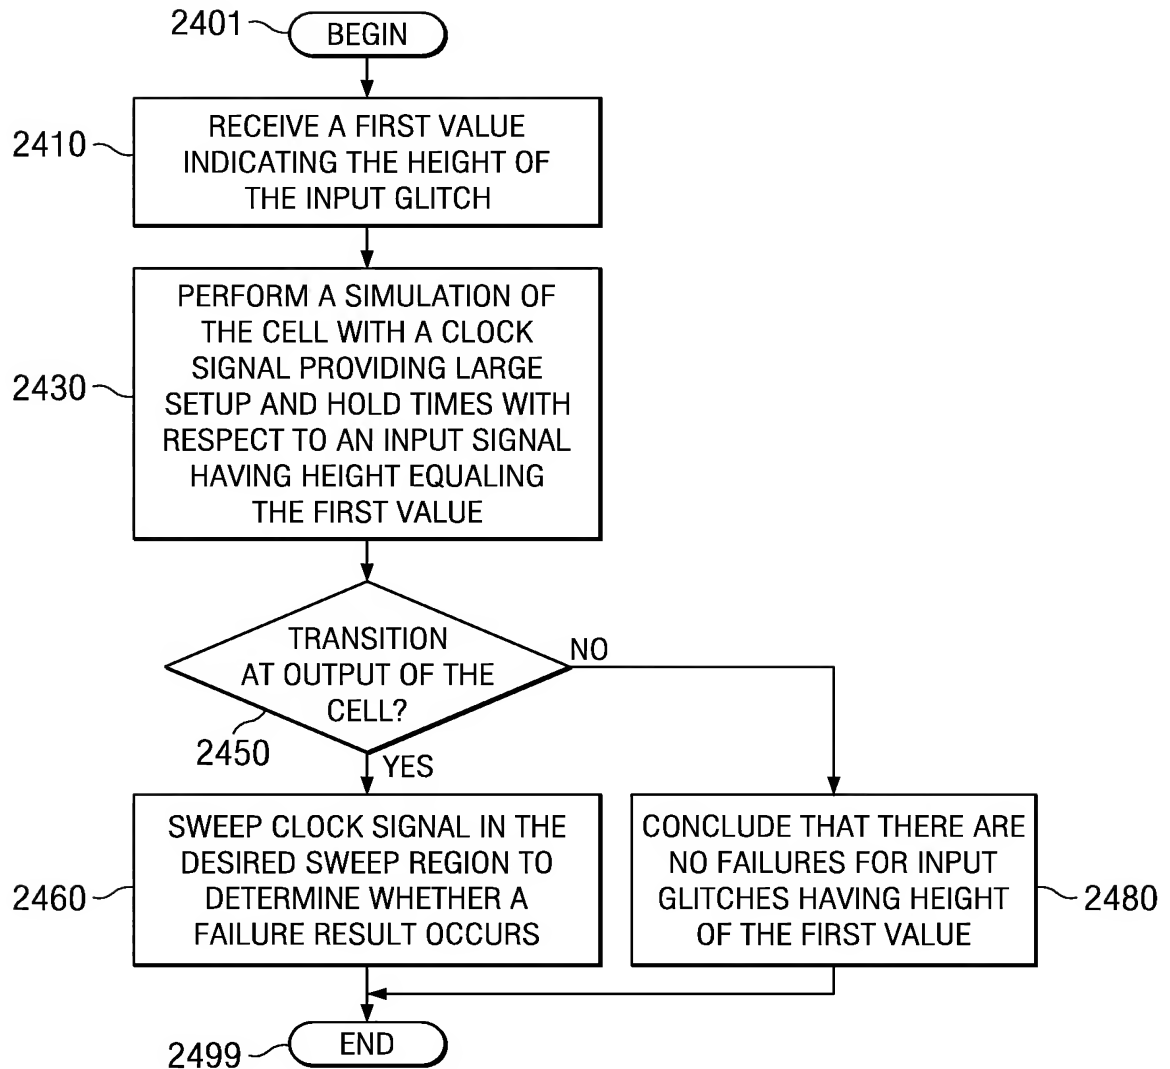 2401
BEGIN
2410
RECEIVE A FIRST VALUE
INDICATING THE HEIGHT OF
THE INPUT GLITCH
2430
PERFORM A SIMULATION OF
THE CELL WITH A CLOCK
SIGNAL PROVIDING LARGE
SETUP AND HOLD TIMES WITH
RESPECT TO AN INPUT SIGNAL
HAVING HEIGHT EQUALING
THE FIRST VALUE
TRANSITION
AT OUTPUT OF THE
CELL?
2450
NO
YES
2460
SWEEP CLOCK SIGNAL IN THE
DESIRED SWEEP REGION TO
DETERMINE WHETHER A
FAILURE RESULT OCCURS
CONCLUDE THAT THERE ARE
NO FAILURES FOR INPUT
GLITCHES HAVING HEIGHT
OF THE FIRST VALUE
2480
2499
END